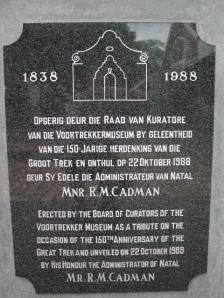 1838 1988
OPGERIG DEUR DIE RAAD VAN KURATORE
VAN DIE VOORTREKKERMUSEUM BY GELEENTHEID
VAN DIE 150-JARIGE HERDENKING VAN DIE
GROOT TREK EN ONTHUL OP 22 OKTOBER 1988
DEUR SY EDELE DIE ADMINISTRATEUR VAN NATAL
MNR. R.M. CADMAN
ERECTED BY THE BOARD OF CURATORS OF THE
VOORTREKKER MUSEUM AS A TRIBUTE ON THE
OCCASION OF THE 150TH ANNIVERSARY OF THE
GREAT TREK AND UNVEILED ON 22 OCTOBER 1988
BY HIS HONOUR THE ADMINISTRATOR OF NATAL
MR. R.M. CADMAN